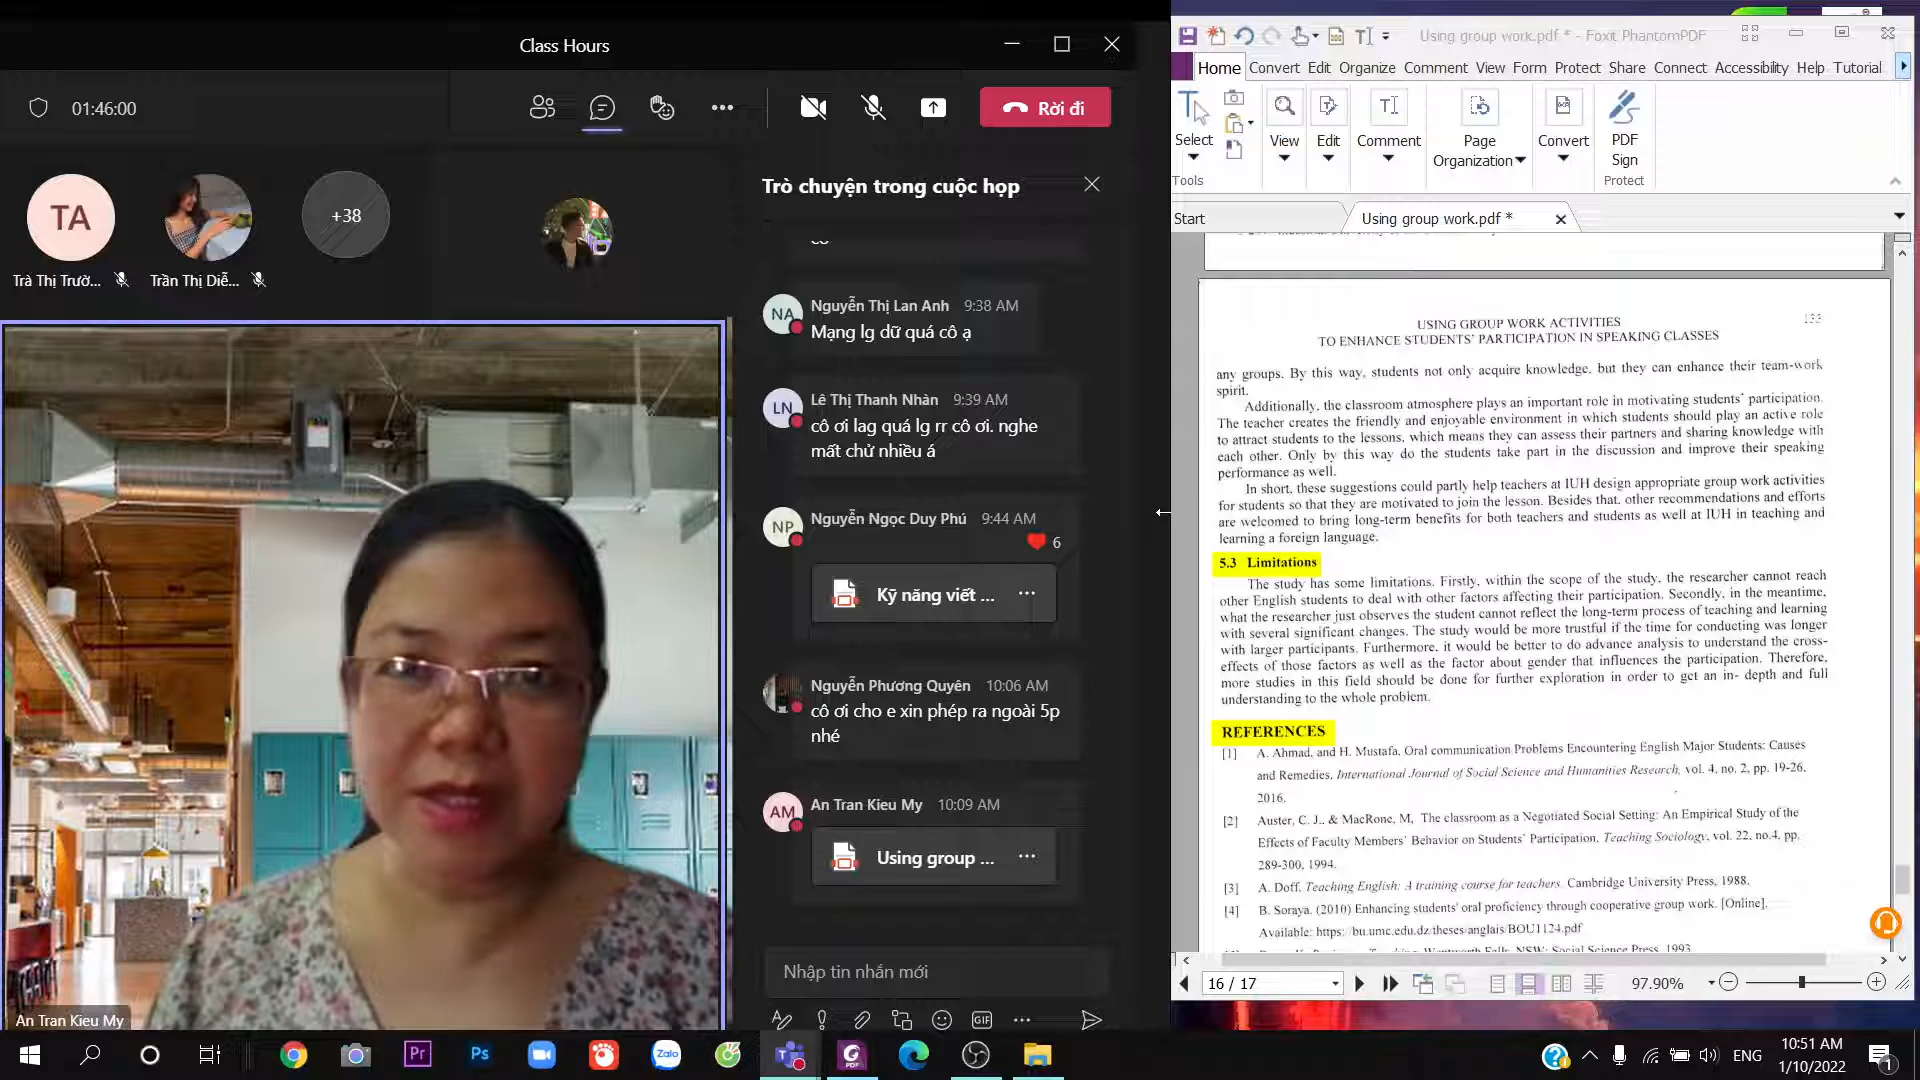 Class Hours
01:46:00
Rời đi
TA
+38
Trà Thị Trườ...
Trần Thị Diễ...
Trò chuyện trong cuộc họp
NA
Nguyễn Thị Lan Anh 9:38 AM
Mạng lg dữ quá cô ạ
LN
Lê Thị Thanh Nhàn 9:39 AM
cô ơi lag quá lg rr cô ơi. nghe
mất chử nhiều á
NP
Nguyễn Ngọc Duy Phú 9:44 AM
6
Kỹ năng viết ...
Nguyễn Phương Quyên 10:06 AM
cô ơi cho e xin phép ra ngoài 5p
nhé
AM
An Tran Kieu My 10:09 AM
Using group ...
Nhập tin nhắn mới
GIF
An Tran Kieu My
Using group work.pdf * - Foxit PhantomPDF
Home Convert Edit Organize Comment View Form Protect Share Connect Accessibility Help Tutorial
Select
View
Edit
Comment
Page
Organization
Convert
PDF
Sign
Tools
Protect
Start
Using group work.pdf *
USING GROUP WORK ACTIVITIES
133
TO ENHANCE STUDENTS' PARTICIPATION IN SPEAKING CLASSES
any groups. By this way, students not only acquire knowledge, but they can enhance their team-work
spirit.
Additionally, the classroom atmosphere plays an important role in motivating students' participation.
The teacher creates the friendly and enjoyable environment in which students should play an active role
to attract students to the lessons, which means they can assess their partners and sharing knowledge with
each other. Only by this way do the students take part in the discussion and improve their speaking
performance as well.
In short, these suggestions could partly help teachers at IUH design appropriate group work activities
for students so that they are motivated to join the lesson. Besides that, other recommendations and efforts
are welcomed to bring long-term benefits for both teachers and students as well at IUH in teaching and
learning a foreign language.
5.3 Limitations
The study has some limitations. Firstly, within the scope of the study, the researcher cannot reach
other English students to deal with other factors affecting their participation. Secondly, in the meantime,
what the researcher just observes the student cannot reflect the long-term process of teaching and learning
with several significant changes. The study would be more trustful if the time for conducting was longer
with larger participants. Furthermore, it would be better to do advance analysis to understand the cross-
effects of those factors as well as the factor about gender that influences the participation. Therefore,
more studies in this field should be done for further exploration in order to get an in- depth and full
understanding to the whole problem.
REFERENCES
[1] A. Ahmad, and H. Mustafa, Oral communication Problems Encountering English Major Students: Causes
and Remedies, International Journal of Social Science and Humanities Research, vol. 4, no. 2, pp. 19-26,
2016.
[2] Auster, C. J., & MacRone, M, The classroom as a Negotiated Social Setting: An Empirical Study of the
Effects of Faculty Members' Behavior on Students' Participation, Teaching Sociology, vol. 22, no.4, pp.
289-300, 1994.
[3] A. Doff, Teaching English: A training course for teachers. Cambridge University Press, 1988.
[4] B. Soraya. (2010) Enhancing students' oral proficiency through cooperative group work. [Online].
Available: https://bu.umc.edu.dz/theses/anglais/BOU1124.pdf
16 / 17
97.90%
Pr
Ps
Zalo
ENG
10:51 AM
1/10/2022
1